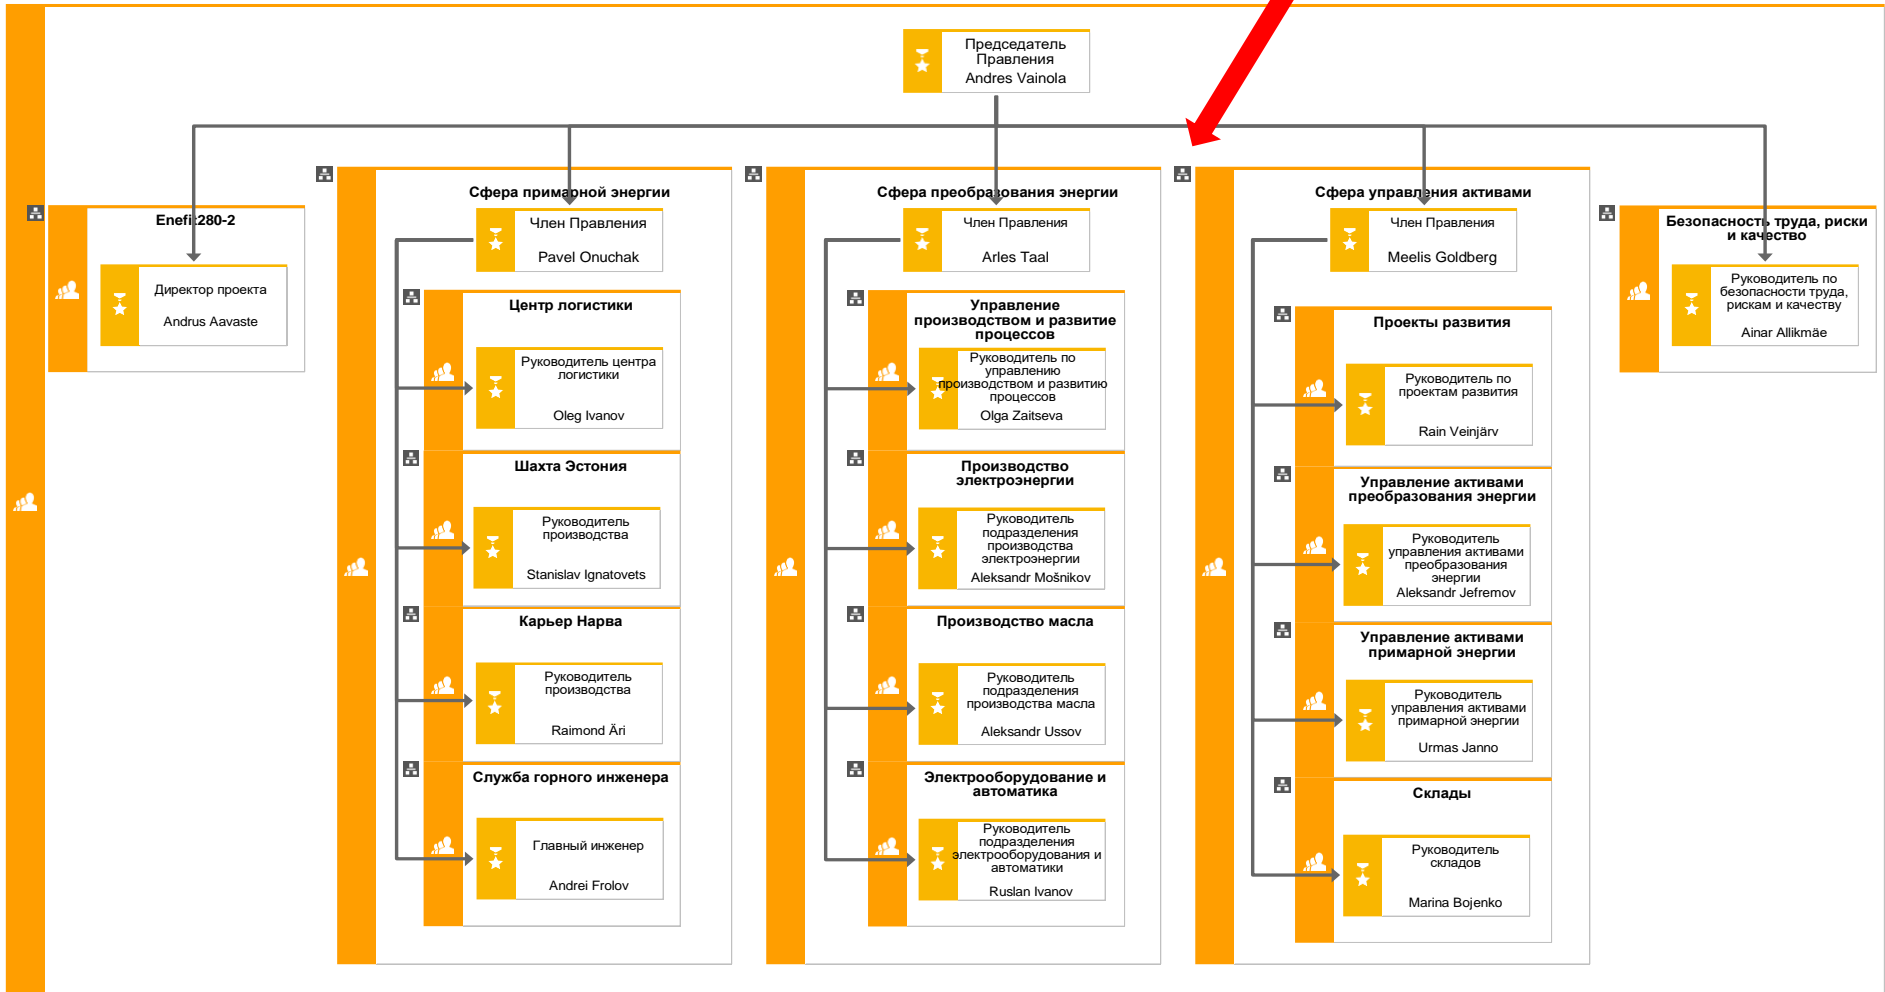 Председатель
Правления
Andres Vainola
Enefit280-2
Директор проекта
Andrus Aavaste
Сфера примарной энергии
Член Правления
Pavel Onuchak
Центр логистики
Руководитель центра
логистики
Oleg Ivanov
Шахта Эстония
Руководитель
производства
Stanislav Ignatovets
Карьер Нарва
Руководитель
производства
Raimond Äri
Служба горного инженера
Главный инженер
Andrei Frolov
Сфера преобразования энергии
Член Правления
Arles Taal
Управление
производством и развитие
процессов
Руководитель по
управлению
производством и развитию
процессов
Olga Zaitseva
Производство
электроэнергии
Руководитель
подразделения
производства
электроэнергии
Aleksandr Mošnikov
Производство масла
Руководитель
подразделения
производства масла
Aleksandr Ussov
Электрооборудование и
автоматика
Руководитель
подразделения
электрооборудования и
автоматики
Ruslan Ivanov
Сфера управления активами
Член Правления
Meelis Goldberg
Проекты развития
Руководитель по
проектам развития
Rain Veinjärv
Управление активами
преобразования энергии
Руководитель
управления активами
преобразования
энергии
Aleksandr Jefremov
Управление активами
примарной энергии
Руководитель
управления активами
примарной энергии
Urmas Janno
Склады
Руководитель
складов
Marina Bojenko
Безопасность труда, риски
и качество
Руководитель по
безопасности труда,
рискам и качеству
Ainar Allikmäe